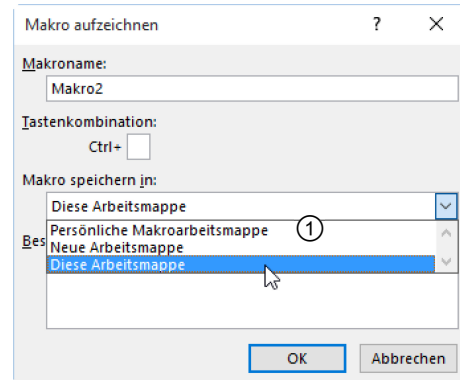 Makro aufzeichnen ? ✕
Makroname:
Makro2
Tastenkombination:
Ctrl+
Makro speichern in:
Diese Arbeitsmappe
Persönliche Makroarbeitsmappe 1
Bes Neue Arbeitsmappe
Diese Arbeitsmappe
OK Abbrechen